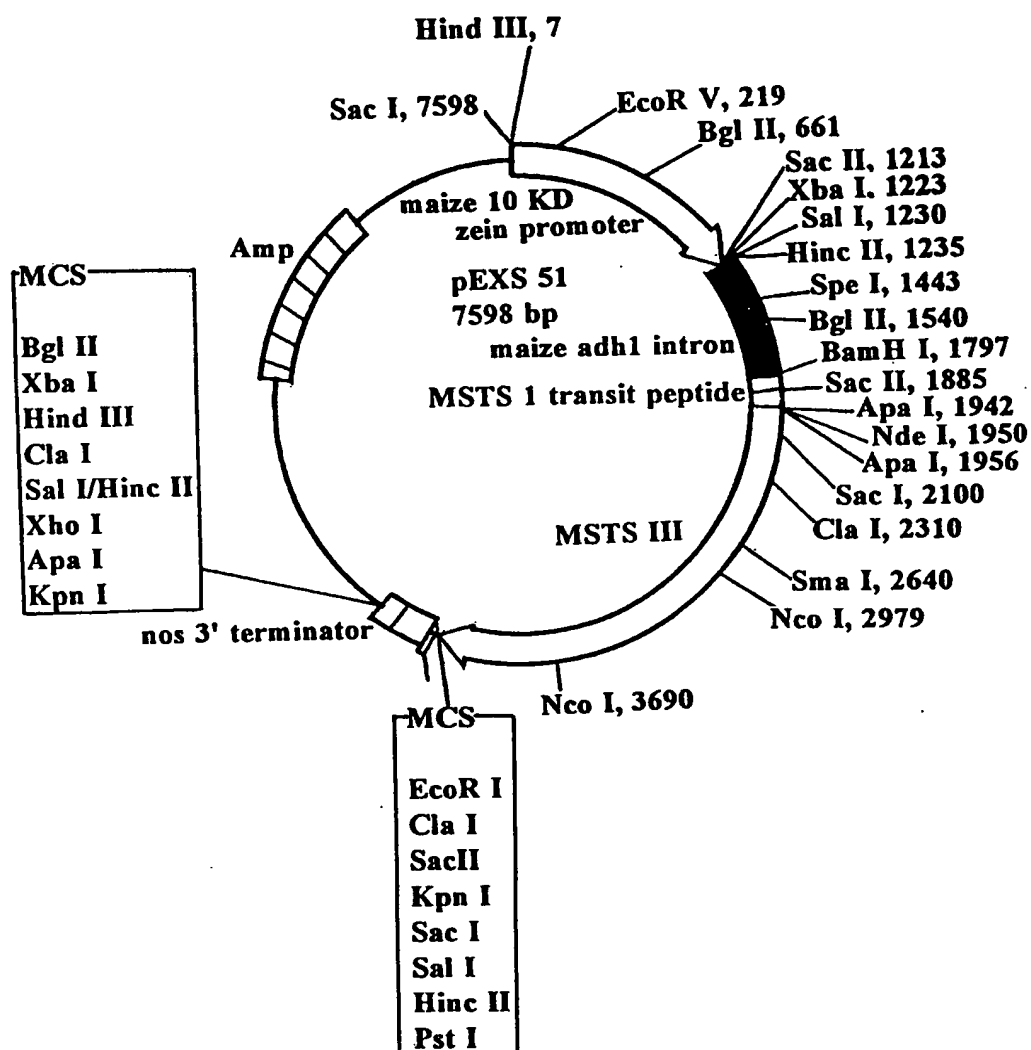 Hind III, 7
Sac I, 7598
EcoR V, 219
Bgl II, 661
Sac II, 1213
Xba I. 1223
Sal I, 1230
Hinc II, 1235
Spe I, 1443
Bgl II, 1540
BamH I, 1797
Sac II, 1885
Apa I, 1942
Nde I, 1950
Apa I, 1956
Sac I, 2100
Cla I, 2310
Sma I, 2640
Nco I, 2979
Nco I, 3690
maize 10 KD
zein promoter
Amp
pEXS 51
7598 bp
maize adh1 intron
MSTS 1 transit peptide
MSTS III
nos 3' terminator
MCS
Bgl II
Xba I
Hind III
Cla I
Sal I/Hinc II
Xho I
Apa I
Kpn I
MCS
EcoR I
Cla I
SacII
Kpn I
Sac I
Sal I
Hinc II
Pst I